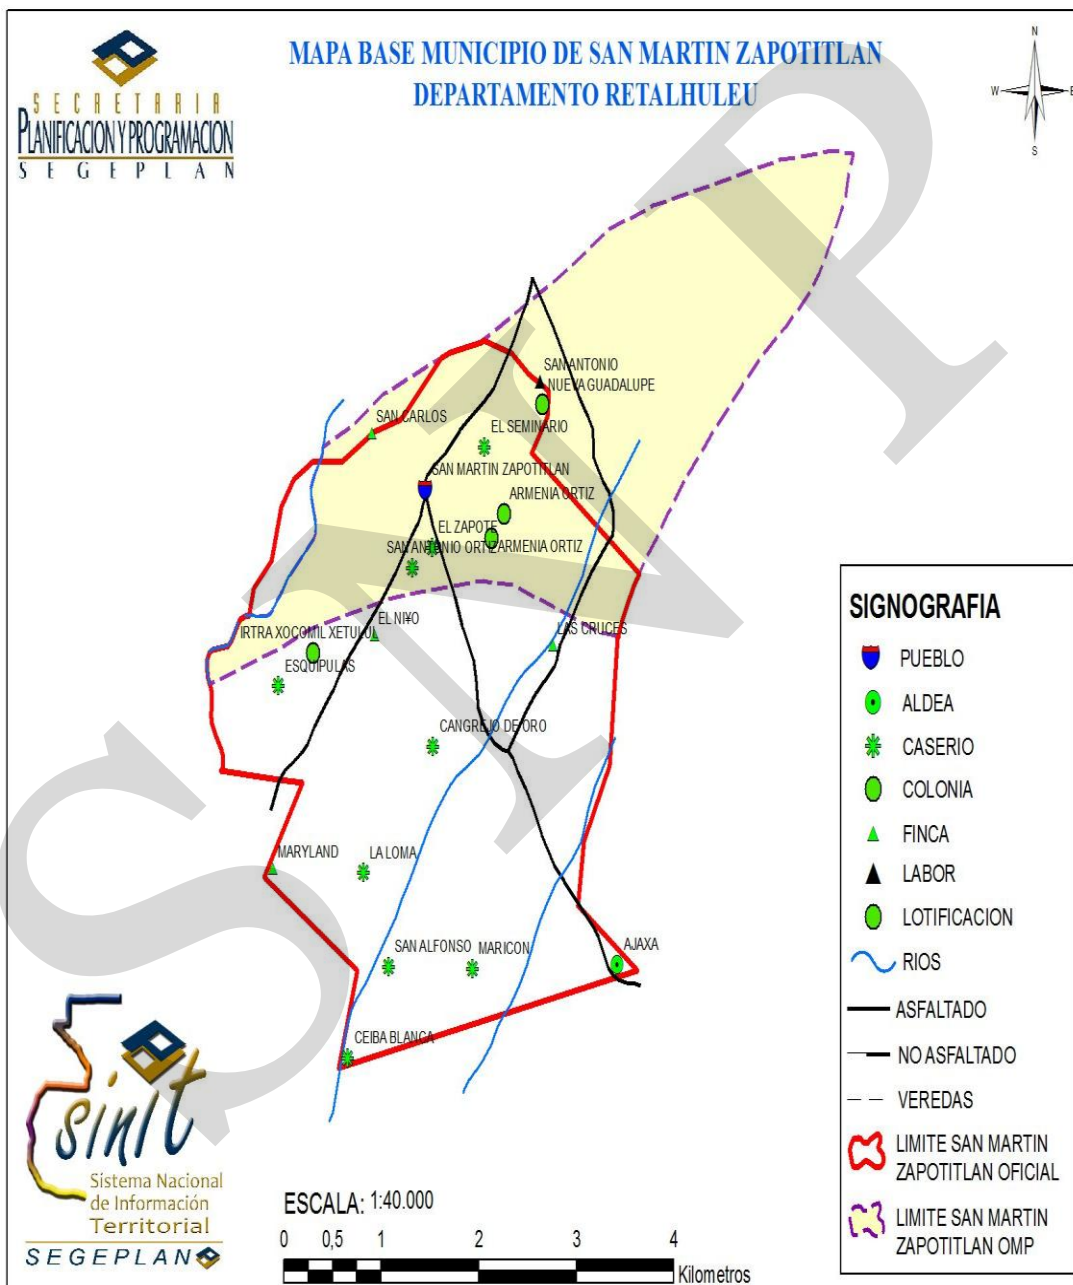 MAPA BASE MUNICIPIO DE SAN MARTIN ZAPOTITLAN
DEPARTAMENTO RETALHULEU
SECRETARIA
PLANIFICACION Y PROGRAMACION
SEGEPLAN
N
W
E
S
SAN ANTONIO
NUEVA GUADALUPE
SAN CARLOS
EL SEMINARIO
SAN MARTIN ZAPOTITLAN
ARMENIA ORTIZ
EL ZAPOTE
SAN ANTONIO ORTIZ
ARMENIA ORTIZ
EL NI¥O
IRTRA XOCOMIL XETULUL
LAS CRUCES
ESQUIPULAS
CANGREJO DE ORO
MARYLAND
LA LOMA
SAN ALFONSO
MARICON
AJAXA
CEIBA BLANCA
SIGNOGRAFIA
PUEBLO
ALDEA
CASERIO
COLONIA
FINCA
LABOR
LOTIFICACION
RIOS
ASFALTADO
NO ASFALTADO
VEREDAS
LIMITE SAN MARTIN
ZAPOTITLAN OFICIAL
LIMITE SAN MARTIN
ZAPOTITLAN OMP
sinit
Sistema Nacional
de Información
Territorial
SEGEPLAN
ESCALA: 1:40.000
0 0,5 1 2 3 4
Kilometros
SNIP